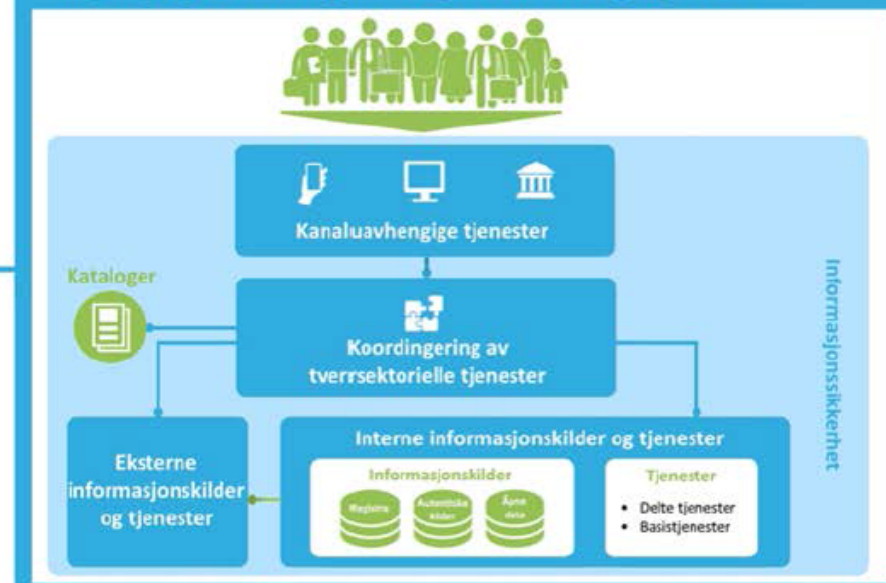 Kanaluavhengige tjenester
Kataloger
Koordingering av
tverrsektorielle tjenester
Informasjonssikkerhet
Eksterne
informasjonskilder
og tjenester
Interne informasjonskilder og tjenester
Informasjonskilder
Autentiske
kilder
Åpne
data
Tjenester
• Delte tjenester
• Basistjenester